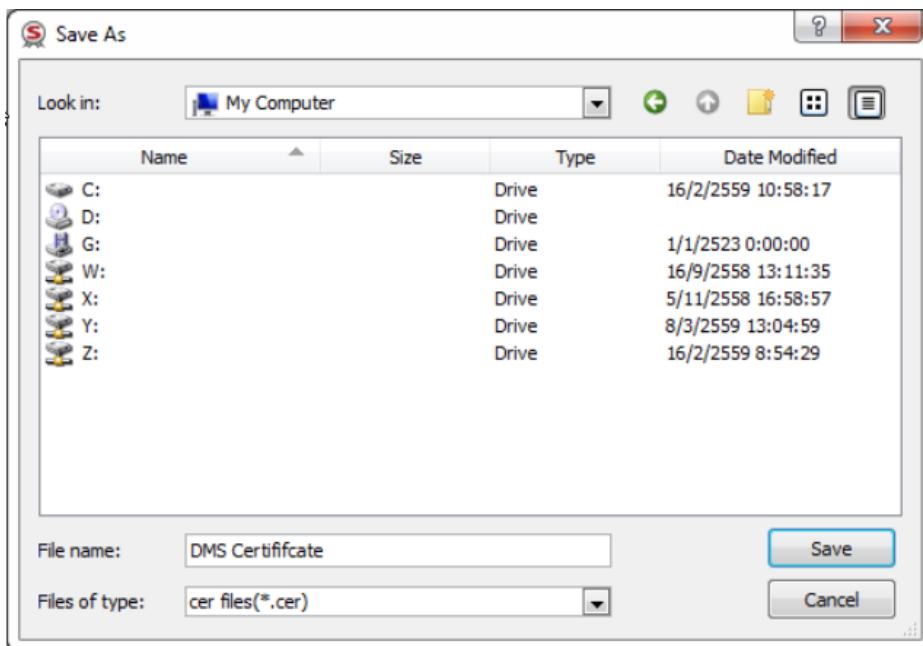 Save As
Look in: My Computer
Name Size Type Date Modified
C: Drive 16/2/2559 10:58:17
D: Drive
G: Drive 1/1/2523 0:00:00
W: Drive 16/9/2558 13:11:35
X: Drive 5/11/2558 16:58:57
Y: Drive 8/3/2559 13:04:59
Z: Drive 16/2/2559 8:54:29
File name: DMS Certififcate Save
Files of type: cer files(*.cer) Cancel